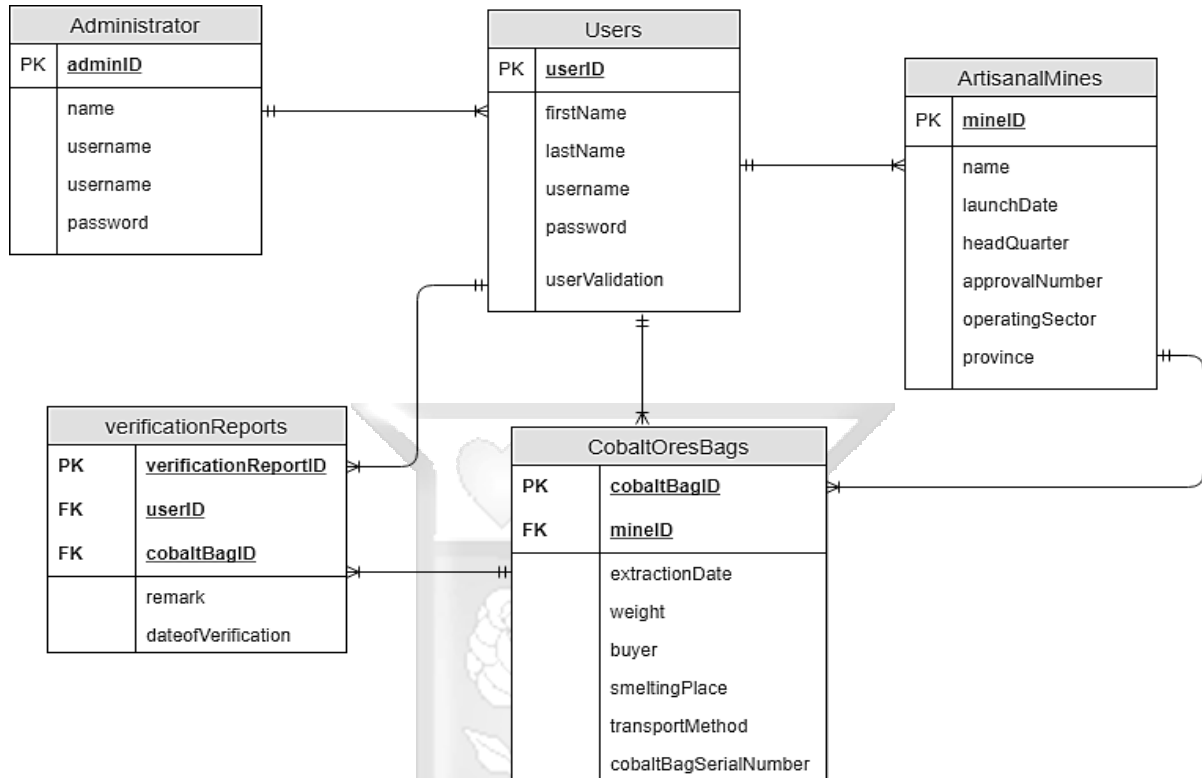 Administrator
PK adminID
name
username
username
password
Users
PK userID
firstName
lastName
username
password
userValidation
ArtisanalMines
PK mineID
name
launchDate
headQuarter
approvalNumber
operatingSector
province
verificationReports
PK verificationReportID
FK userID
FK cobaltBagID
remark
dateofVerification
CobaltOresBags
PK cobaltBagID
FK mineID
extractionDate
weight
buyer
smeltingPlace
transportMethod
cobaltBagSerialNumber